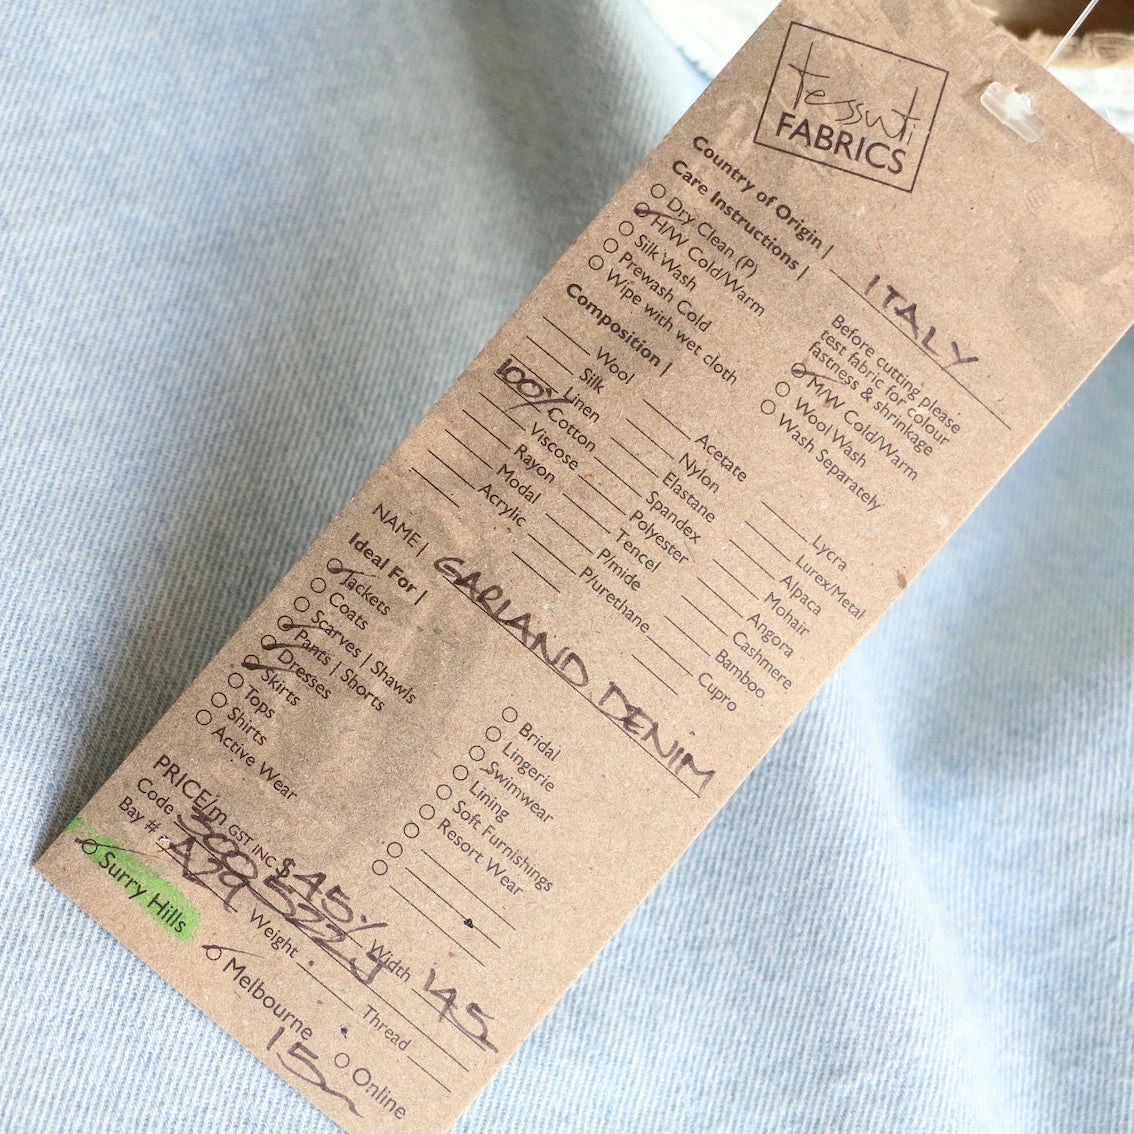 tessuti
FABRICS
Country of Origin | ITALY
Care Instructions |
Before cutting please
test fabric for colour
fastness & shrinkage
Dry Clean (P)
H/W Cold/Warm
Silk Wash
Prewash Cold
Wipe with wet cloth
M/W Cold/Warm
Wool Wash
Wash Separately
Composition |
Wool
Silk
Linen
100% Cotton
Viscose
Rayon
Modal
Acrylic
Acetate
Nylon
Elastane
Spandex
Polyester
Tencel
P/mide
P/urethane
Lycra
Lurex/Metal
Alpaca
Mohair
Angora
Cashmere
Bamboo
Cupro
NAME | GARLAND DENIM
Ideal For |
Jackets
Coats
Scarves | Shawls
Pants | Shorts
Dresses
Skirts
Tops
Shirts
Active Wear
Bridal
Lingerie
Swimwear
Lining
Soft Furnishings
Resort Wear
PRICE/m GST INC $45
Code
Width 145
Bay # A29
Weight
Thread
Surry Hills
Melbourne
15
Online